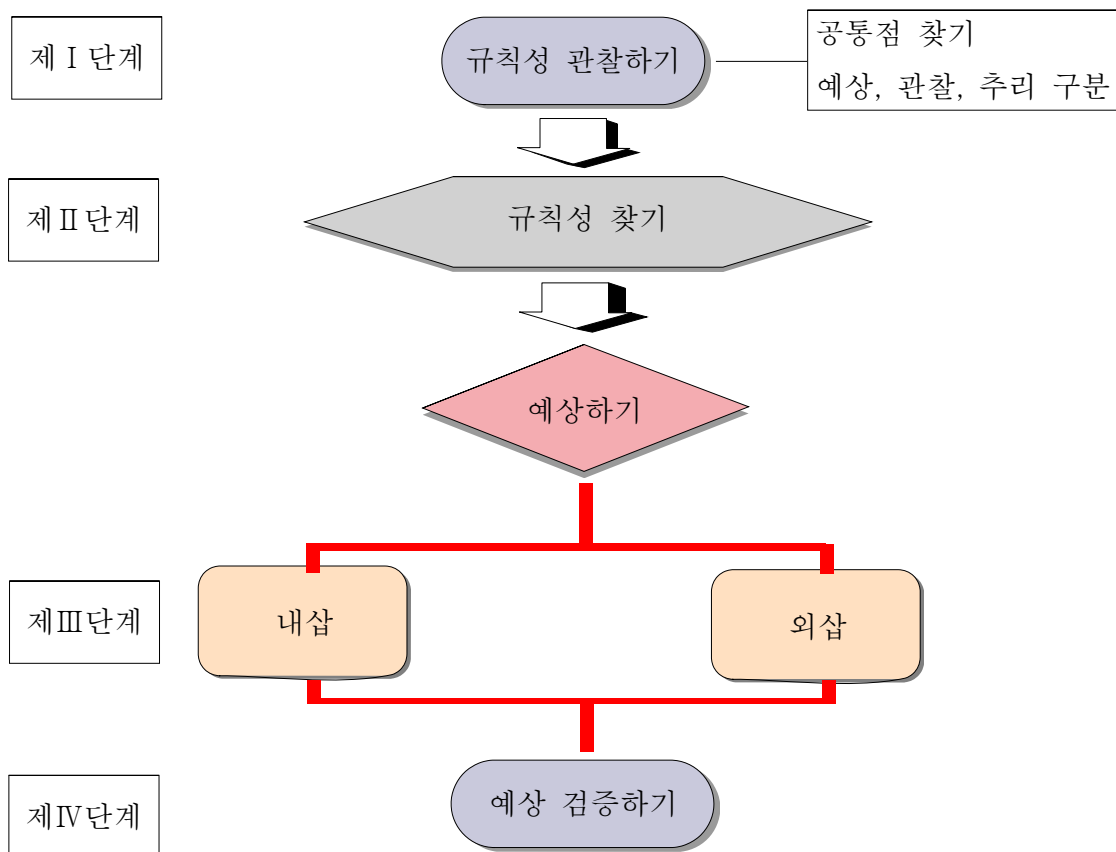 제Ⅰ단계
규칙성 관찰하기
공통점 찾기
예상, 관찰, 추리 구분
제Ⅱ단계
규칙성 찾기
예상하기
제Ⅲ단계
내삽
외삽
제Ⅳ단계
예상 검증하기